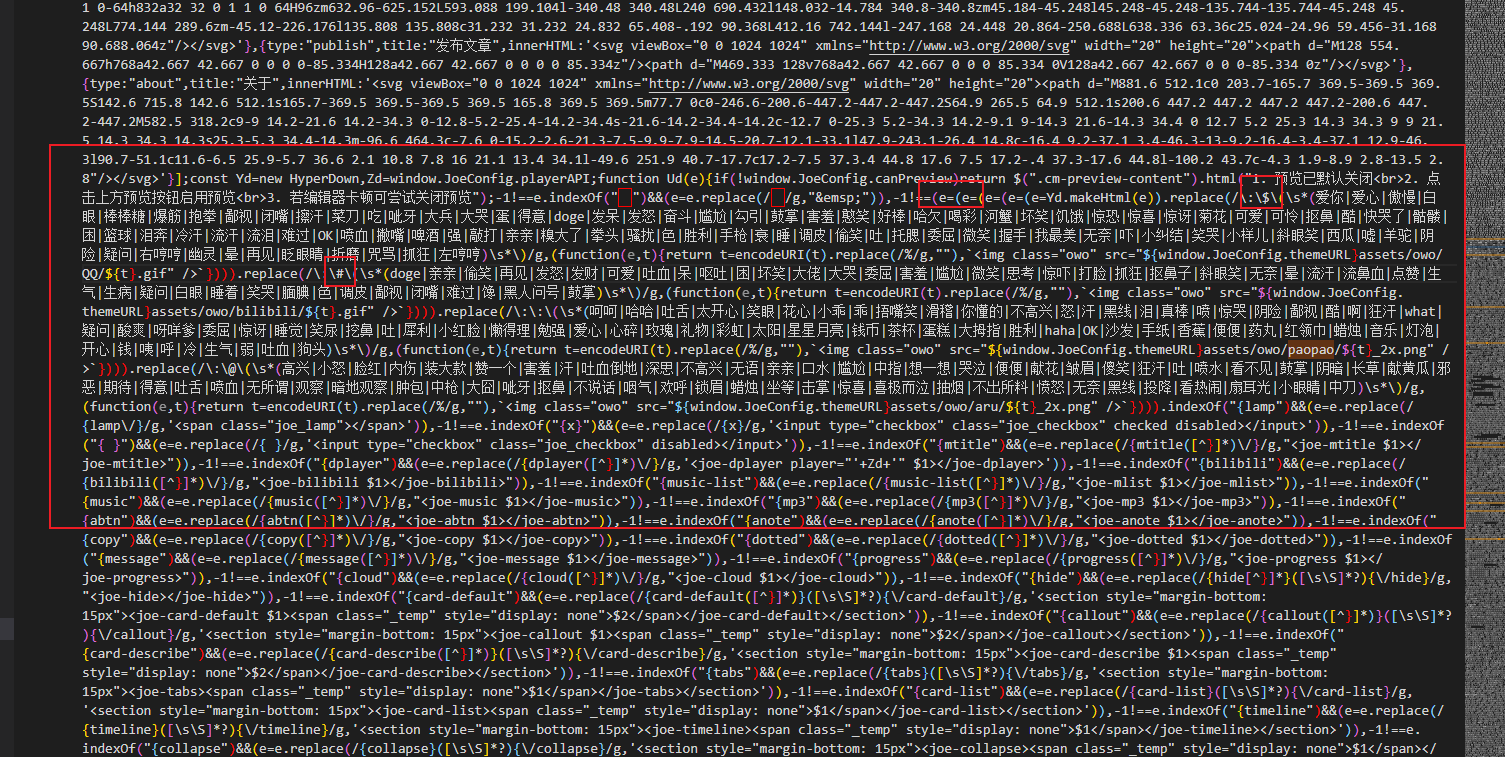 1 0-64h832a32 32 0 1 1 0 64H96zm632.96-625.152L593.088 199.104l-340.48 340.48L240 690.432l148.032-14.784 340.8-340.8zm45.184-45.248l45.248-45.248-135.744-135.744-45.248 45.
248L774.144 289.6zm-45.12-226.176l135.808 135.808c31.232 31.232 24.832 65.408-.192 90.368L412.16 742.144l-247.168 24.448 20.864-250.688L638.336 63.36c25.024-24.96 59.456-31.168
90.688.064z"/></svg>'},{type:"publish",title:"发布文章",innerHTML:'<svg viewBox="0 0 1024 1024" xmlns="http://www.w3.org/2000/svg" width="20" height="20"><path d="M128 554.
667h768a42.667 42.667 0 0 0 0-85.334H128a42.667 42.667 0 0 0 0 85.334z"/><path d="M469.333 128v768a42.667 42.667 0 0 0 85.334 0V128a42.667 42.667 0 0 0-85.334 0z"/></svg>'},
{type:"about",title:"关于",innerHTML:'<svg viewBox="0 0 1024 1024" xmlns="http://www.w3.org/2000/svg" width="20" height="20"><path d="M881.6 512.1c0 203.7-165.7 369.5-369.5 369.
5S142.6 715.8 142.6 512.1s165.7-369.5 369.5-369.5 369.5 165.8 369.5 369.5m77.7 0c0-246.6-200.6-447.2-447.2-447.2S64.9 265.5 64.9 512.1s200.6 447.2 447.2 447.2 447.2-200.6 447.
2-447.2M582.5 318.2c9-9 14.2-21.6 14.2-34.3 0-12.8-5.2-25.4-14.2-34.4s-21.6-14.2-34.4-14.2-25.4 5.2-34.4 14.2-9.1 21.6-14.2 34.4 0 12.7 0-25.3 5.2-34.3 14.2-9.1 9-14.3 21.6-14.3 34.4 0 12.7 5.2 25.3 14.3 34.3 9 9 21.
3l90.7-51.1c11.6-6.5 25.9-5.7 36.6 2.1 10.8 7.8 16 21.1 13.4 34.1l-49.6 251.9 40.7-17.7c17.2-7.5 37.3.4 44.8 17.6 7.5 17.2-.4 37.3-17.6 44.8l-100.2 43.7c-4.3 1.9-8.9 2.8-13.5 2.
8"/></svg>'}];const Yd=new HyperDown,Zd=window.JoeConfig.playerAPI;function Ud(e){if(!window.JoeConfig.canPreview)return $(".cm-preview-content").html("1. 预览已默认关闭<br>2. 点
击上方预览按钮启用预览<br>3. 若编辑器卡顿可尝试关闭预览");-1!==e.indexOf(" ")&&(e=e.replace(/ /g,"&emsp;")),-1!==(e=(e=(e=(e=(e=Yd.makeHtml(e)).replace(/\:\$\(\s*(爱你|爱心|傲慢|白
眼|棒棒糖|爆筋|抱拳|鄙视|闭嘴|擦汗|菜刀|吃|呲牙|大兵|大哭|蛋|得意|doge|发呆|发怒|奋斗|尴尬|勾引|鼓掌|害羞|憨笑|好棒|哈欠|喝彩|河蟹|坏笑|饥饿|惊恐|惊喜|惊讶|菊花|可爱|可怜|抠鼻|酷|快哭了|骷髅|
困|篮球|泪奔|冷汗|流汗|流泪|难过|OK|喷血|撇嘴|啤酒|强|敲打|亲亲|糗大了|拳头|骚扰|色|胜利|手枪|衰|睡|调皮|偷笑|吐|托腮|委屈|微笑|握手|我最美|无奈|吓|小纠结|笑哭|小样儿|斜眼笑|西瓜|嘘|羊驼|阴
险|疑问|右哼哼|幽灵|晕|再见|眨眼睛|折磨|咒骂|抓狂|左哼哼)\s*\)/g,(function(e,t){return t=encodeURI(t).replace(/%/g,""),`<img class="owo" src="${window.JoeConfig.themeURL}assets/owo/
QQ/${t}.gif" />`}))).replace(/\:\#\(\s*(doge|亲亲|偷笑|再见|发怒|发财|可爱|吐血|呆|呕吐|困|坏笑|大佬|大哭|委屈|害羞|尴尬|微笑|思考|惊吓|打脸|抓狂|抠鼻子|斜眼笑|无奈|晕|流汗|流鼻血|点赞|生
气|生病|疑问|白眼|睡着|笑哭|腼腆|色|调皮|鄙视|闭嘴|难过|馋|黑人问号|鼓掌)\s*\)/g,(function(e,t){return t=encodeURI(t).replace(/%/g,""),`<img class="owo" src="${window.JoeConfig.
themeURL}assets/owo/bilibili/${t}.gif" />`}))).replace(/\:\:\(\s*(呵呵|哈哈|吐舌|太开心|笑眼|花心|小乖|乖|捂嘴笑|滑稽|你懂的|不高兴|怒|汗|黑线|泪|真棒|喷|惊哭|阴险|鄙视|酷|啊|狂汗|what|
疑问|酸爽|呀咩爹|委屈|惊讶|睡觉|笑尿|挖鼻|吐|犀利|小红脸|懒得理|勉强|爱心|心碎|玫瑰|礼物|彩虹|太阳|星星月亮|钱币|茶杯|蛋糕|大拇指|胜利|haha|OK|沙发|手纸|香蕉|便便|药丸|红领巾|蜡烛|音乐|灯泡|
开心|钱|咦|呼|冷|生气|弱|吐血|狗头)\s*\)/g,(function(e,t){return t=encodeURI(t).replace(/%/g,""),`<img class="owo" src="${window.JoeConfig.themeURL}assets/owo/paopao/${t}_2x.png" /
>`}))).replace(/\:\@\(\s*(高兴|小怒|脸红|内伤|装大款|赞一个|害羞|汗|吐血倒地|深思|不高兴|无语|亲亲|口水|尴尬|中指|想一想|哭泣|便便|献花|皱眉|傻笑|狂汗|吐|喷水|看不见|鼓掌|阴暗|长草|献黄瓜|邪
恶|期待|得意|吐舌|喷血|无所谓|观察|暗地观察|肿包|中枪|大囧|呲牙|抠鼻|不说话|咽气|欢呼|锁眉|蜡烛|坐等|击掌|惊喜|喜极而泣|抽烟|不出所料|愤怒|无奈|黑线|投降|看热闹|扇耳光|小眼睛|中刀)\s*\)/g,
(function(e,t){return t=encodeURI(t).replace(/%/g,""),`<img class="owo" src="${window.JoeConfig.themeURL}assets/owo/aru/${t}_2x.png" />`}))).indexOf("{lamp")&&(e=e.replace(/
{lamp\/}/g,'<span class="joe_lamp"></span>')),-1!==e.indexOf("{x}")&&(e=e.replace(/{x}/g,'<input type="checkbox" class="joe_checkbox" checked disabled></input>')),-1!==e.indexOf
("{ }")&&(e=e.replace(/{ }/g,'<input type="checkbox" class="joe_checkbox" disabled></input>')),-1!==e.indexOf("{mtitle")&&(e=e.replace(/{mtitle([^}]*)\/}/g,"<joe-mtitle $1></
joe-mtitle>")),-1!==e.indexOf("{dplayer")&&(e=e.replace(/{dplayer([^}]*)\/}/g,'<joe-dplayer player="'+Zd+'" $1></joe-dplayer>')),-1!==e.indexOf("{bilibili")&&(e=e.replace(/
{bilibili([^}]*)\/}/g,"<joe-bilibili $1></joe-bilibili>")),-1!==e.indexOf("{music-list")&&(e=e.replace(/{music-list([^}]*)\/}/g,"<joe-mlist $1></joe-mlist>")),-1!==e.indexOf("
{music")&&(e=e.replace(/{music([^}]*)\/}/g,"<joe-music $1></joe-music>")),-1!==e.indexOf("{mp3")&&(e=e.replace(/{mp3([^}]*)\/}/g,"<joe-mp3 $1></joe-mp3>")),-1!==e.indexOf("
{abtn")&&(e=e.replace(/{abtn([^}]*)\/}/g,"<joe-abtn $1></joe-abtn>")),-1!==e.indexOf("{anote")&&(e=e.replace(/{anote([^}]*)\/}/g,"<joe-anote $1></joe-anote>")),-1!==e.indexOf("
{copy")&&(e=e.replace(/{copy([^}]*)\/}/g,"<joe-copy $1></joe-copy>")),-1!==e.indexOf("{dotted")&&(e=e.replace(/{dotted([^}]*)\/}/g,"<joe-dotted $1></joe-dotted>")),-1!==e.indexOf
("{message")&&(e=e.replace(/{message([^}]*)\/}/g,"<joe-message $1></joe-message>")),-1!==e.indexOf("{progress")&&(e=e.replace(/{progress([^}]*)\/}/g,"<joe-progress $1></
joe-progress>")),-1!==e.indexOf("{cloud")&&(e=e.replace(/{cloud([^}]*)\/}/g,"<joe-cloud $1></joe-cloud>")),-1!==e.indexOf("{hide")&&(e=e.replace(/{hide[^}]*}([\s\S]*?){\/hide}/g,
"<joe-hide></joe-hide>")),-1!==e.indexOf("{card-default")&&(e=e.replace(/{card-default([^}]*)}([\s\S]*?){\/card-default}/g,'<section style="margin-bottom:
15px"><joe-card-default $1><span class="_temp" style="display: none">$2</span></joe-card-default></section>')),-1!==e.indexOf("{callout")&&(e=e.replace(/{callout([^}]*)}([\s\S]*?
){\/callout}/g,'<section style="margin-bottom: 15px"><joe-callout $1><span class="_temp" style="display: none">$2</span></joe-callout></section>')),-1!==e.indexOf("
{card-describe")&&(e=e.replace(/{card-describe([^}]*)}([\s\S]*?){\/card-describe}/g,'<section style="margin-bottom: 15px"><joe-card-describe $1><span class="_temp"
style="display: none">$2</span></joe-card-describe></section>')),-1!==e.indexOf("{tabs")&&(e=e.replace(/{tabs}([\s\S]*?){\/tabs}/g,'<section style="margin-bottom:
15px"><joe-tabs><span class="_temp" style="display: none">$1</span></joe-tabs></section>')),-1!==e.indexOf("{card-list")&&(e=e.replace(/{card-list}([\s\S]*?){\/card-list}/g,
'<section style="margin-bottom: 15px"><joe-card-list><span class="_temp" style="display: none">$1</span></joe-card-list></section>')),-1!==e.indexOf("{timeline")&&(e=e.replace(/
{timeline}([\s\S]*?){\/timeline}/g,'<section style="margin-bottom: 15px"><joe-timeline><span class="_temp" style="display: none">$1</span></joe-timeline></section>')),-1!==e.
indexOf("{collapse")&&(e=e.replace(/{collapse}([\s\S]*?){\/collapse}/g,'<section style="margin-bottom: 15px"><joe-collapse><span class="_temp" style="display: none">$1</span></